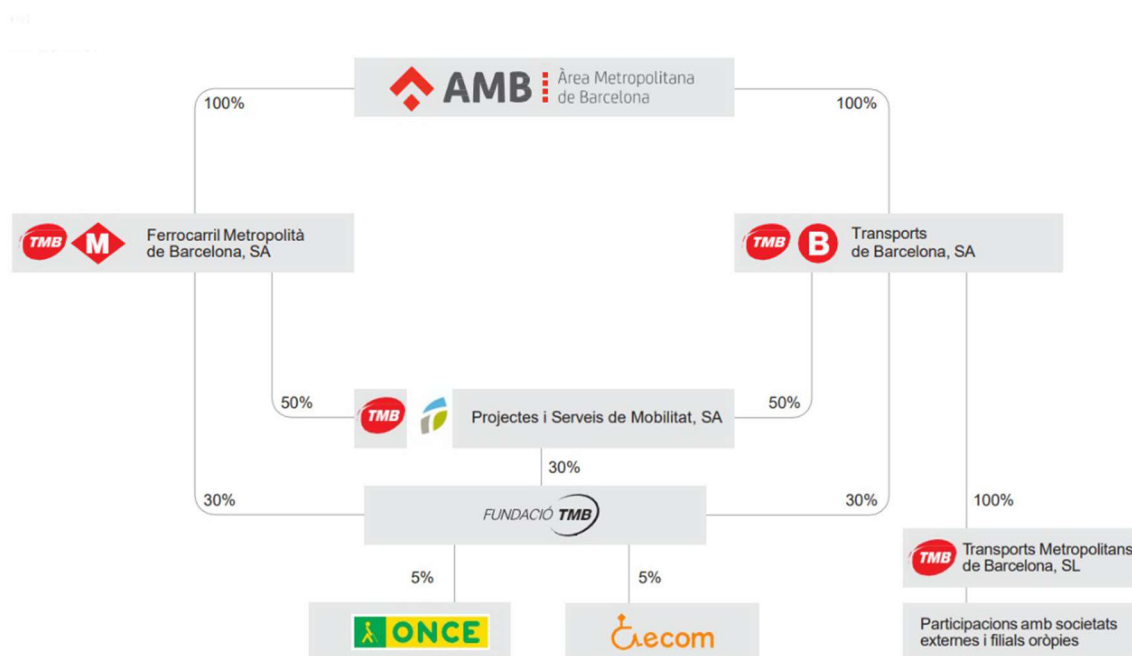 AMB Àrea Metropolitana
de Barcelona
100%
100%
TMB M Ferrocarril Metropolità
de Barcelona, SA
TMB B Transports
de Barcelona, SA
50%
TMB Projectes i Serveis de Mobilitat, SA
50%
30%
30%
FUNDACIÓ TMB
30%
100%
5%
5%
TMB Transports Metropolitans
de Barcelona, SL
ONCE
ecom
Participacions amb societats
externes i filials oròpies